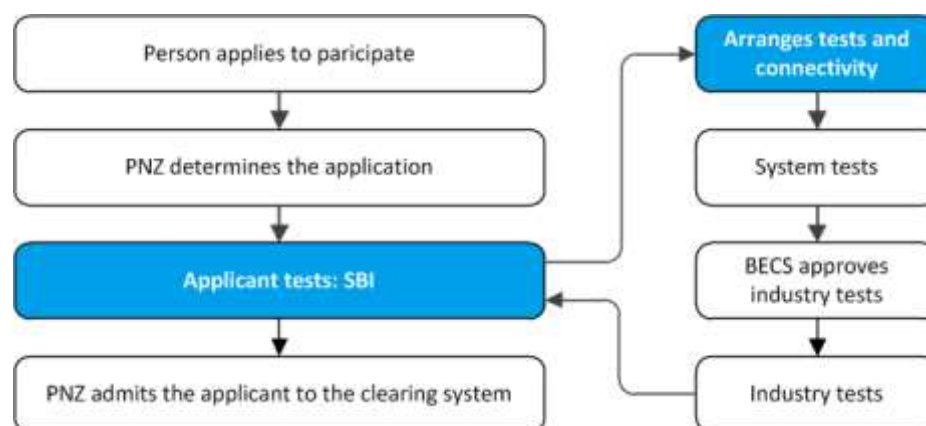 Person applies to paricipate
PNZ determines the application
Applicant tests: SBI
PNZ admits the applicant to the clearing system
Arranges tests and
connectivity
System tests
BECS approves
industry tests
Industry tests